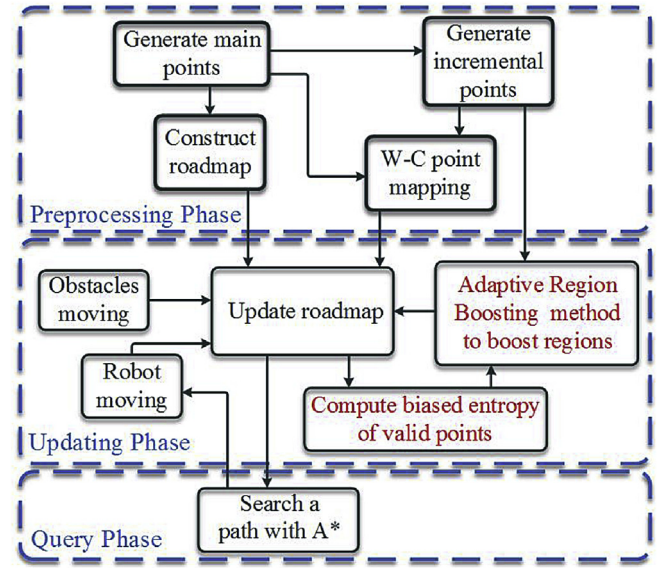 Generate main
points
Generate
incremental
points
Construct
roadmap
W-C point
mapping
Preprocessing Phase
Obstacles
moving
Update roadmap
Adaptive Region
Boosting method
to boost regions
Robot
moving
Compute biased entropy
of valid points
Updating Phase
Search a
path with A*
Query Phase